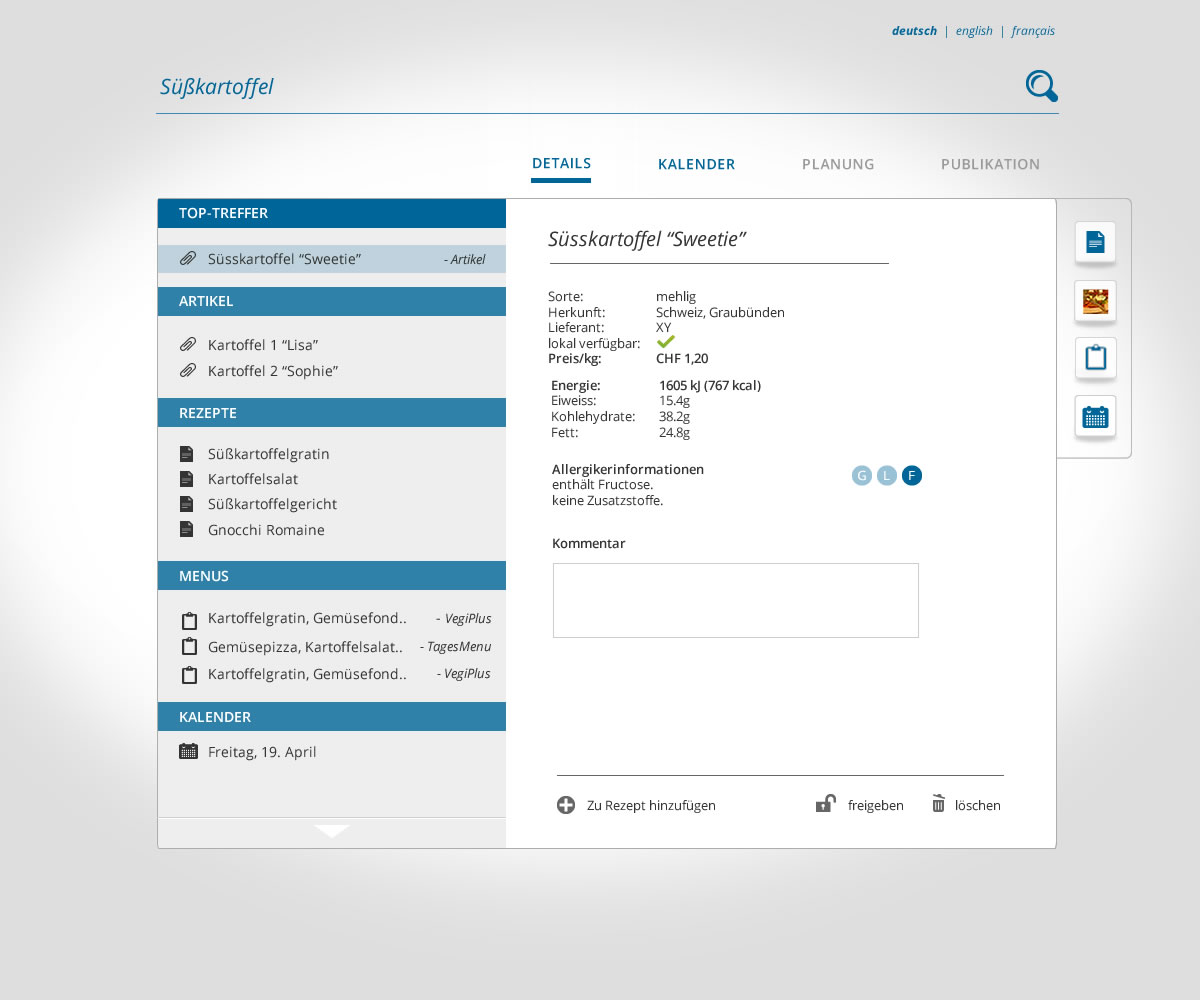 deutsch | english | français
Süßkartoffel
DETAILS KALENDER PLANUNG PUBLIKATION
TOP-TREFFER
Süsskartoffel “Sweetie” - Artikel
ARTIKEL
Kartoffel 1 “Lisa”
Kartoffel 2 “Sophie”
REZEPTE
Süßkartoffelgratin
Kartoffelsalat
Süßkartoffelgericht
Gnocchi Romaine
MENUS
Kartoffelgratin, Gemüsefond.. - VegiPlus
Gemüsepizza, Kartoffelsalat.. - TagesMenu
Kartoffelgratin, Gemüsefond.. - VegiPlus
KALENDER
Freitag, 19. April
Süsskartoffel “Sweetie”
Sorte: mehlig
Herkunft: Schweiz, Graubünden
Lieferant: XY
lokal verfügbar:
Preis/kg: CHF 1,20
Energie: 1605 kJ (767 kcal)
Eiweiss: 15.4g
Kohlehydrate: 38.2g
Fett: 24.8g
Allergikerinformationen
G L F
enthält Fructose.
keine Zusatzstoffe.
Kommentar
Zu Rezept hinzufügen freigeben löschen